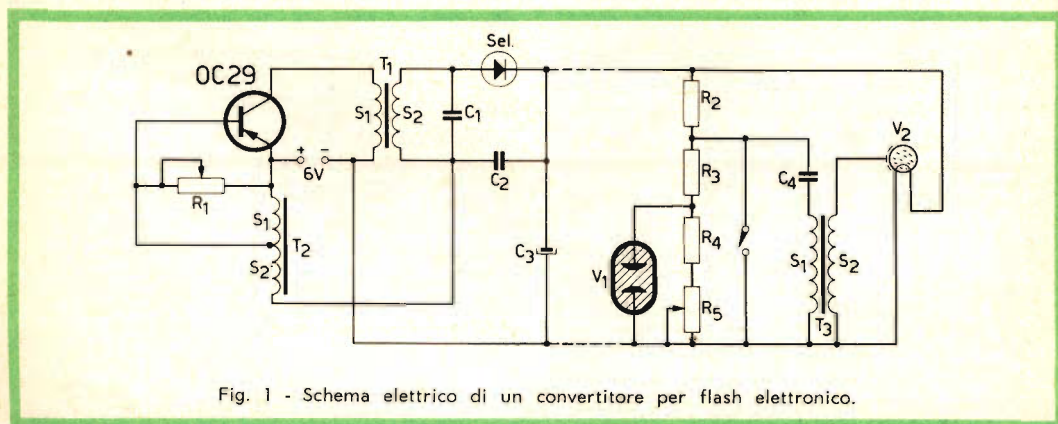 OC29
T1
S1
S2
C1
Sel.
C2
+ -
6V
R1
S1
S2
T2
C3
R2
R3
R4
R5
V1
C4
S1
S2
T3
V2
Fig. 1 - Schema elettrico di un convertitore per flash elettronico.